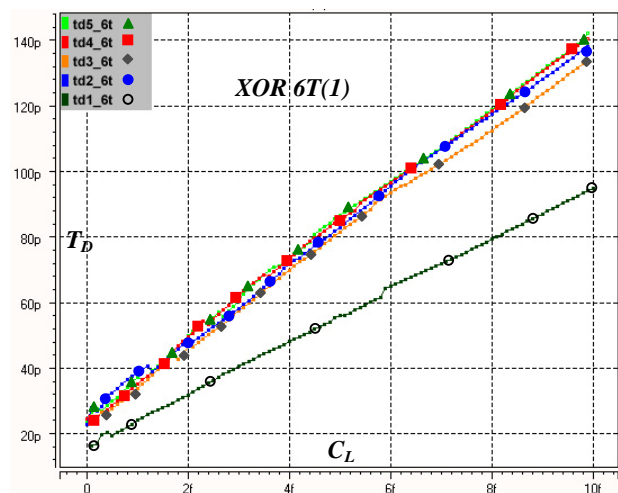 td5_6t
td4_6t
td3_6t
td2_6t
td1_6t
XOR 6T(1)
140p
120p
100p
80p
T_D
60p
40p
20p
C_L
0 2f 4f 6f 8f 10f